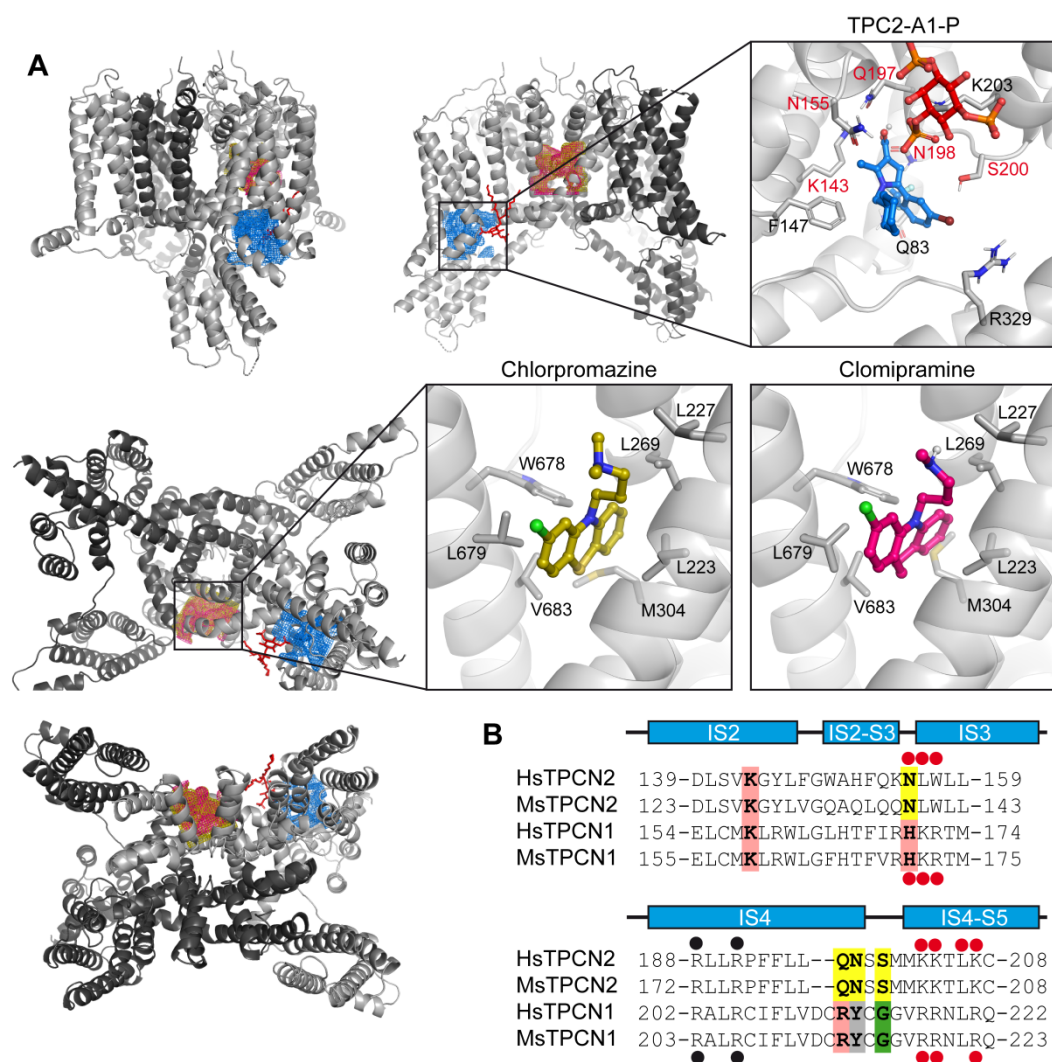 A
TPC2-A1-P
Q197
K203
N155
N198
S200
K143
F147
Q83
R329
Chlorpromazine
L227
L269
W678
L679
L223
V683
M304
Clomipramine
L227
L269
W678
L679
L223
V683
M304
B
IS2 IS2-S3 IS3
HsTPCN2 139-DLSVKGYLFGWAHFQKNLWLL-159
MsTPCN2 123-DLSVKGYLVGQAQLQQNLWLL-143
HsTPCN1 154-ELCMKLRWLGLHTFIRHKRTM-174
MsTPCN1 155-ELCMKLRWLGFHTFVRHKRTM-175
IS4 IS4-S5
HsTPCN2 188-RLLRPFFLL--QNSSMMKKTLKC-208
MsTPCN2 172-RLLRPFFLL--QNSSMMKKTLKC-208
HsTPCN1 202-RALRCIFLVDCRYCGGVRRNLRQ-222
MsTPCN1 203-RALRCIFLVDCRYCGGVRRNLRQ-223